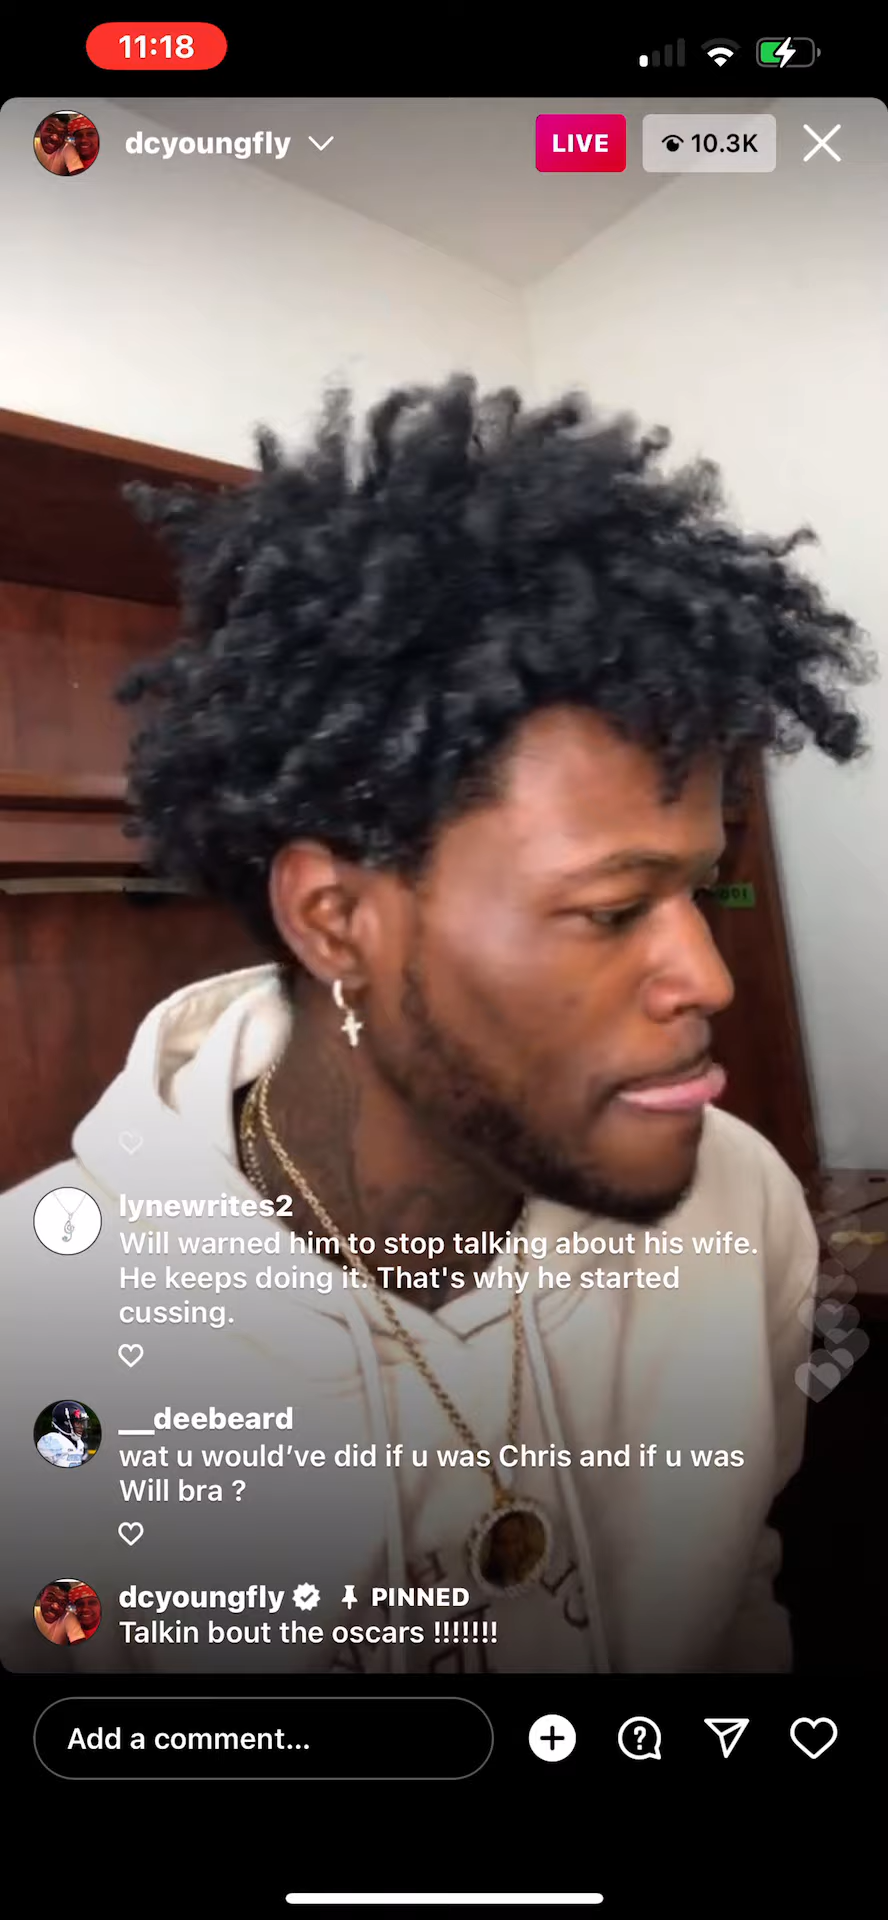 11:18
dcyoungfly
LIVE
10.3K
lynewrites2
Will warned him to stop talking about his wife.
He keeps doing it. That's why he started
cussing.
__deebeard
wat u would’ve did if u was Chris and if u was
Will bra ?
dcyoungfly PINNED
Talkin bout the oscars !!!!!!!
Add a comment...